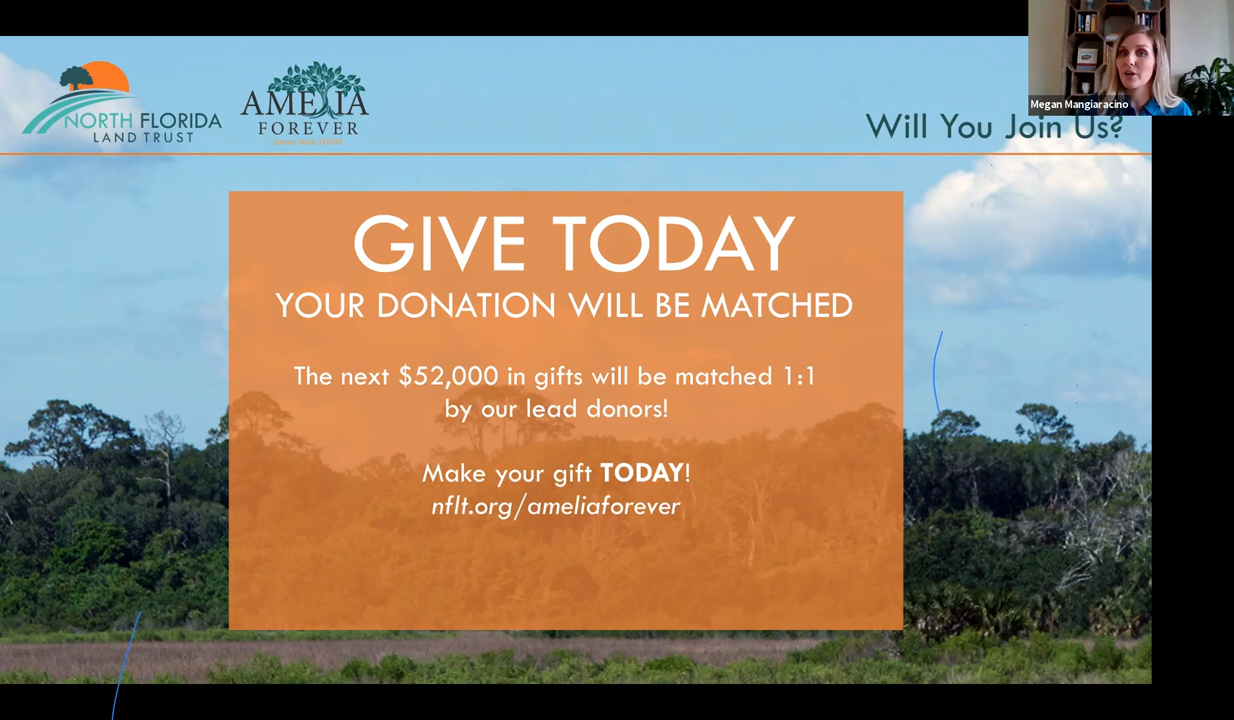 Megan Mangiaracino
NORTH FLORIDA
LAND TRUST
AMELIA
FOREVER
Will You Join Us?
GIVE TODAY
YOUR DONATION WILL BE MATCHED
The next $52,000 in gifts will be matched 1:1
by our lead donors!
Make your gift TODAY!
nflt.org/ameliaforever